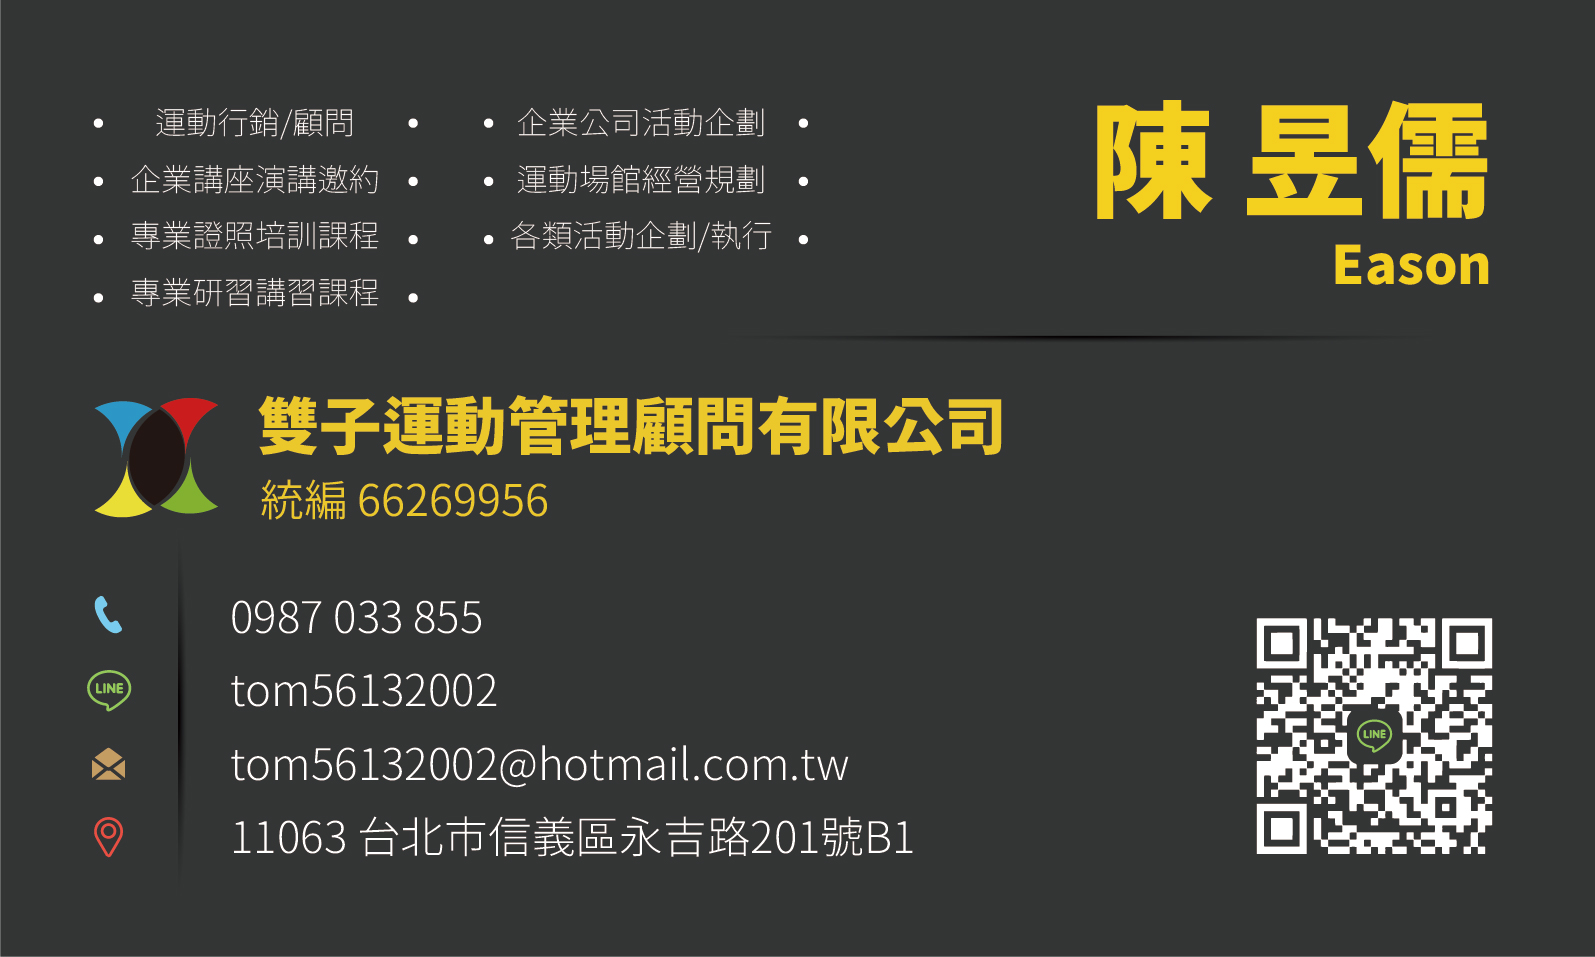 運動行銷/顧問
企業講座演講邀約
專業證照培訓課程
專業研習講習課程
企業公司活動企劃
運動場館經營規劃
各類活動企劃/執行
陳 昱儒
Eason
雙子運動管理顧問有限公司
統編 66269956
0987 033 855
LINE
tom56132002
tom56132002@hotmail.com.tw
11063 台北市信義區永吉路201號B1
LINE